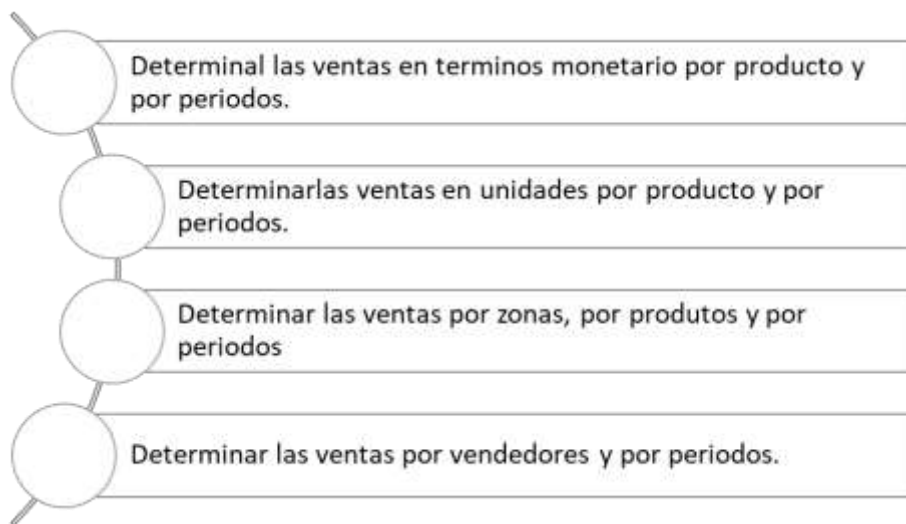 Determinal las ventas en terminos monetario por producto y
por periodos.
Determinarlas ventas en unidades por producto y por
periodos.
Determinar las ventas por zonas, por produtos y por
periodos
Determinar las ventas por vendedores y por periodos.